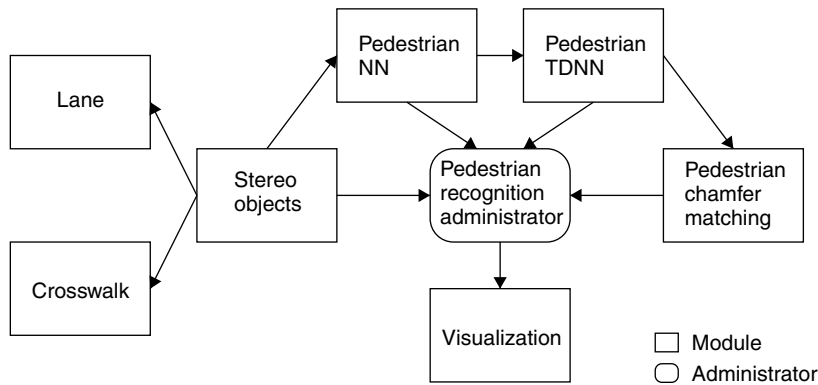 Lane
Crosswalk
Stereo
objects
Pedestrian
NN
Pedestrian
TDNN
Pedestrian
recognition
administrator
Pedestrian
chamfer
matching
Visualization
Module
Administrator